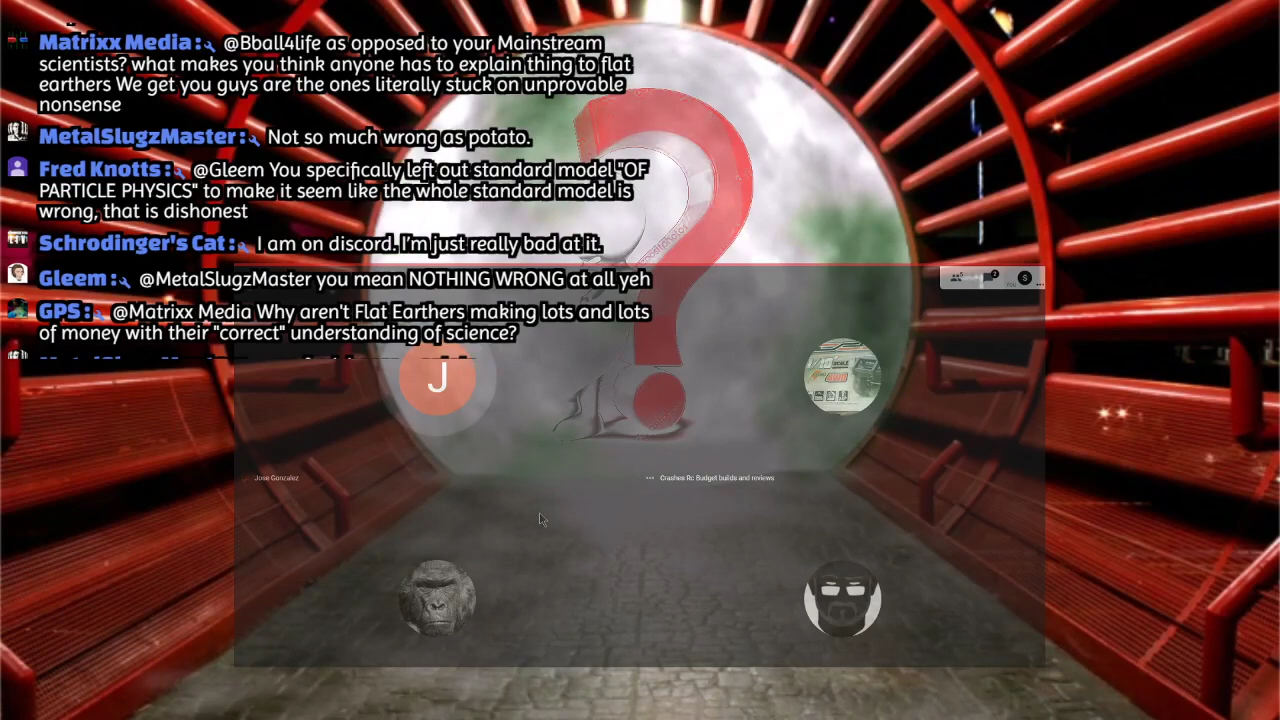 Matrixx Media : @Bball4life as opposed to your Mainstream
scientists? what makes you think anyone has to explain thing to flat
earthers We get you guys are the ones literally stuck on unprovable
nonsense
MetalSlugzMaster : Not so much wrong as potato.
Fred Knotts : @Gleem You specifically left out standard model "OF
PARTICLE PHYSICS" to make it seem like the whole standard model is
wrong, that is dishonest
Schrodinger's Cat : I am on discord. I'm just really bad at it.
Gleem : @MetalSlugzMaster you mean NOTHING WRONG at all yeh
GPS : @Matrixx Media Why aren't Flat Earthers making lots and lots
of money with their "correct" understanding of science?
J
Jose Gonzalez
Crashes Rc Budget builds and reviews